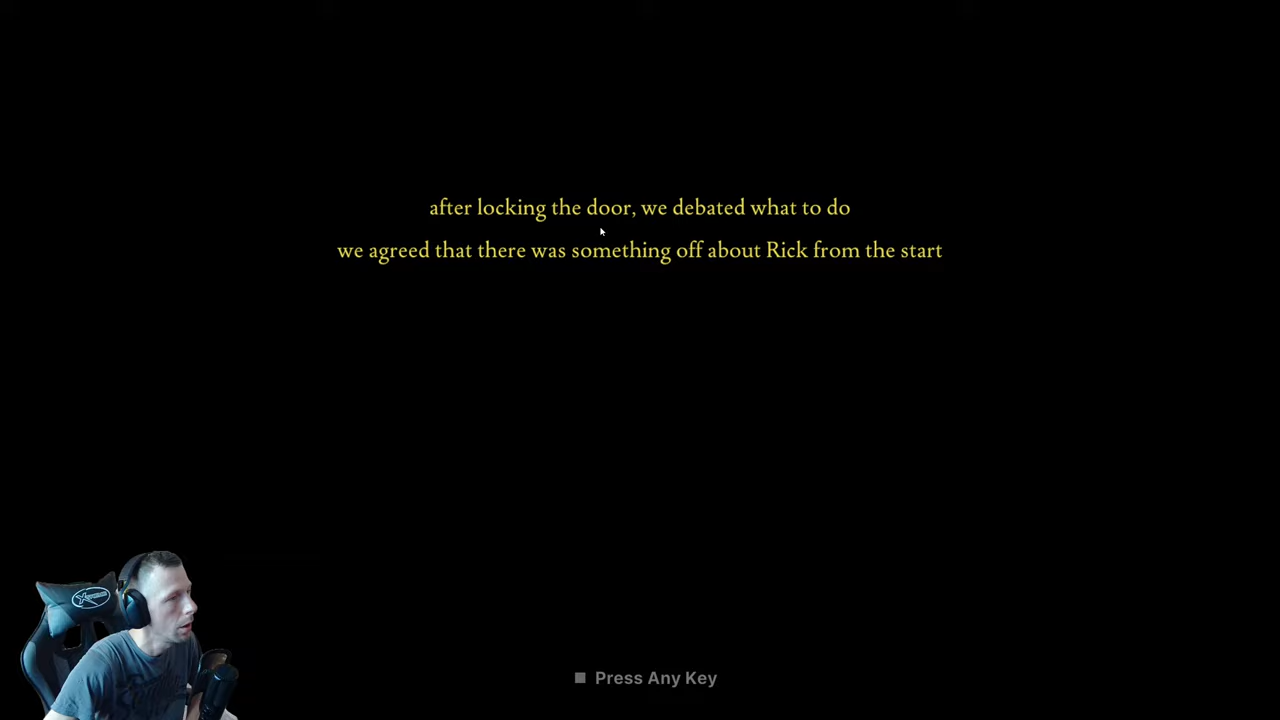 after locking the door, we debated what to do
we agreed that there was something off about Rick from the start
Press Any Key